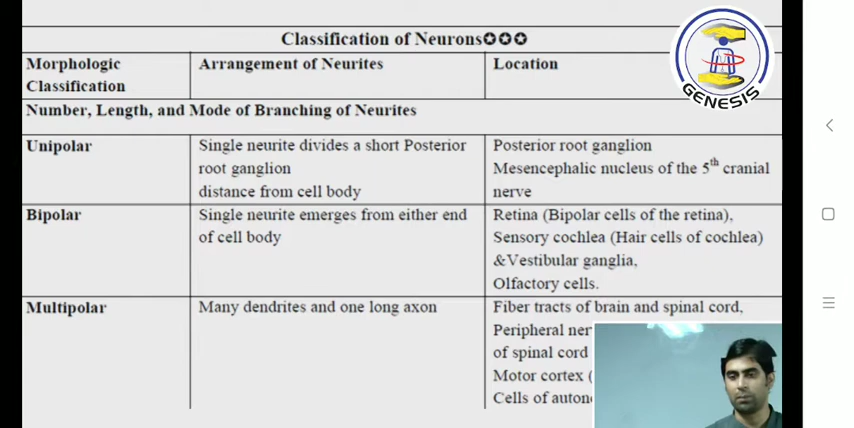 Classification of Neurons✪✪✪
Morphologic Classification
Arrangement of Neurites
Location
Number, Length, and Mode of Branching of Neurites
Unipolar
Single neurite divides a short Posterior
root ganglion
distance from cell body
Posterior root ganglion
Mesencephalic nucleus of the 5th cranial
nerve
Bipolar
Single neurite emerges from either end
of cell body
Retina (Bipolar cells of the retina),
Sensory cochlea (Hair cells of cochlea)
&Vestibular ganglia,
Olfactory cells.
Multipolar
Many dendrites and one long axon
Fiber tracts of brain and spinal cord,
Peripheral
of spinal cord
Motor cortex (
Cells of
GENESIS